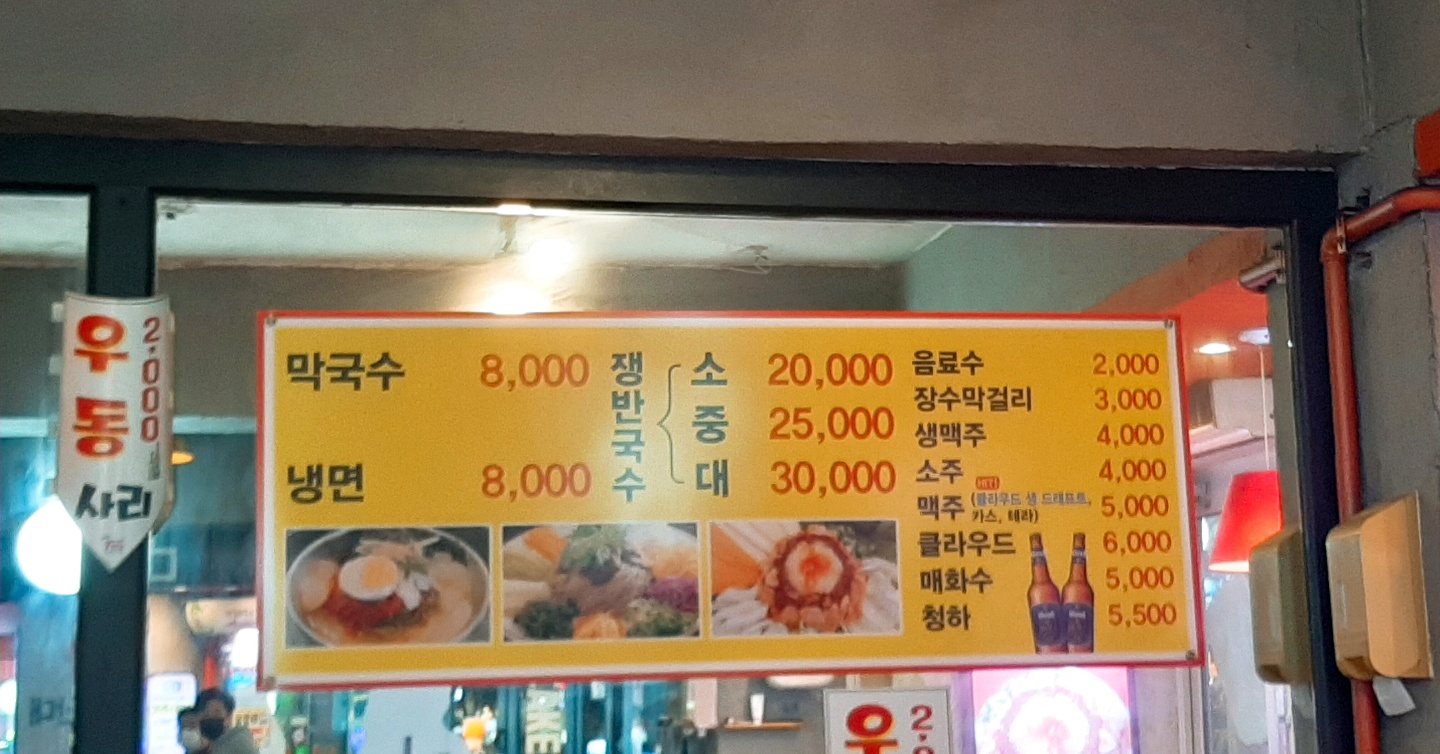 우동 2.000
사리
막국수 8,000
냉면 8,000
쟁반국수
소 20,000
중 25,000
대 30,000
음료수 2,000
장수막걸리 3,000
생맥주 4,000
소주 4,000
맥주 (클라우드 생 드래프트, 카스, 테라) 5,000
클라우드 6,000
매화수 5,000
청하 5,500
우 2.0